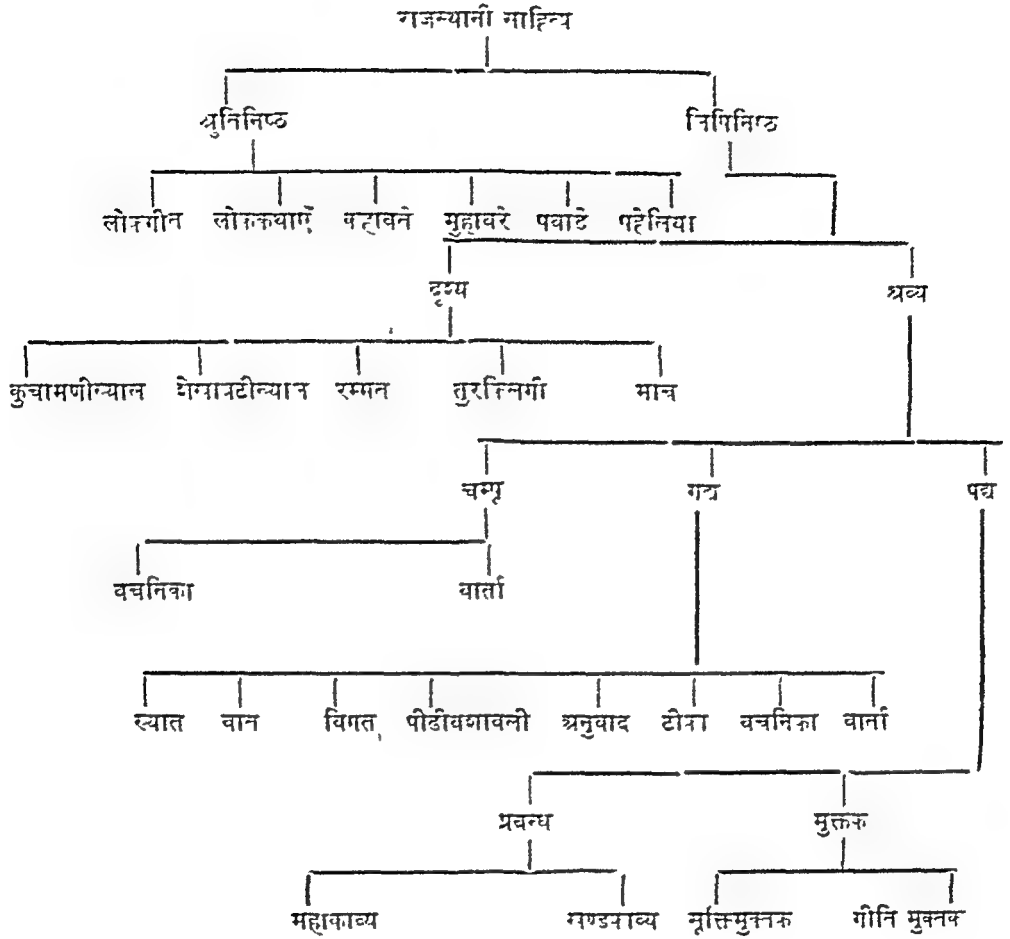 राजस्थानी साहित्य
श्रुतिनिष्ठ लिपिनिष्ठ
लोकगीत लोककथाएँ कहावते मुहावरे पवाडे पहेलिया
दृश्य श्रव्य
कुचामणीख्याल शेखावटीख्याल रम्मत तुर्राकिलंगी माच
चम्पू गद्य पद्य
वचनिका वार्ता
ख्यात वात विगत पीढीवशावली अनुवाद टीका वचनिका वार्ता
प्रबन्ध मुक्तक
महाकाव्य खण्डकाव्य सूक्तिमुक्तक गीति मुक्तक